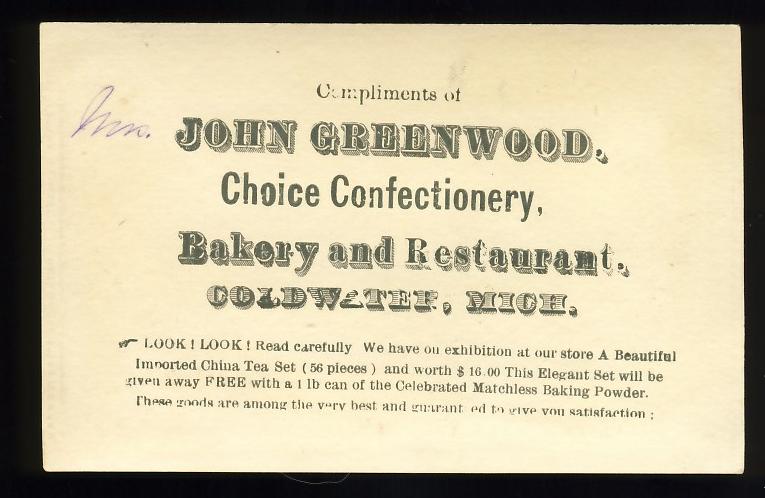 Compliments of
Mrs. JOHN GREENWOOD,
Choice Confectionery,
Bakery and Restaurant,
COLDWATER, MICH.
☛ LOOK ! LOOK ! Read carefully We have on exhibition at our store A Beautiful
Imported China Tea Set ( 56 pieces ) and worth $ 16.00 This Elegant Set will be
given away FREE with a 1 lb can of the Celebrated Matchless Baking Powder.
These goods are among the very best and guaranteed to give you satisfaction ;